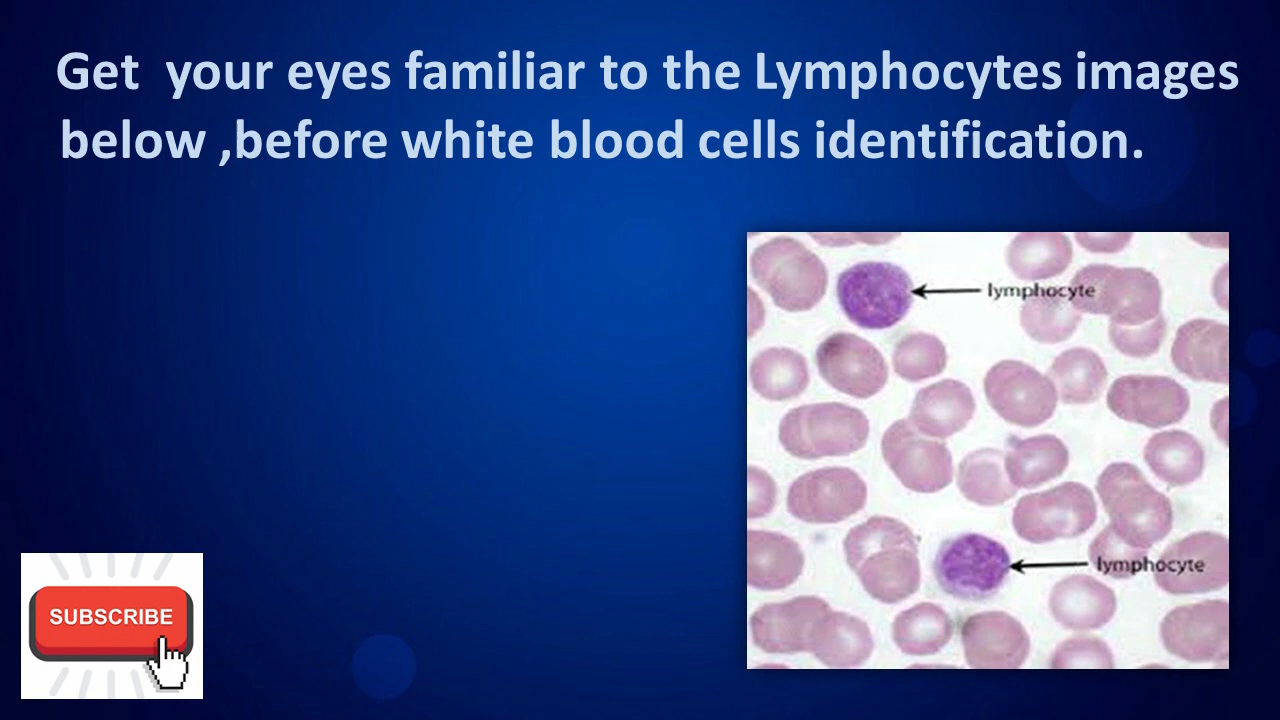 Get  your eyes familiar to the Lymphocytes images
below ,before white blood cells identification.
lymphocyte
lymphocyte
SUBSCRIBE